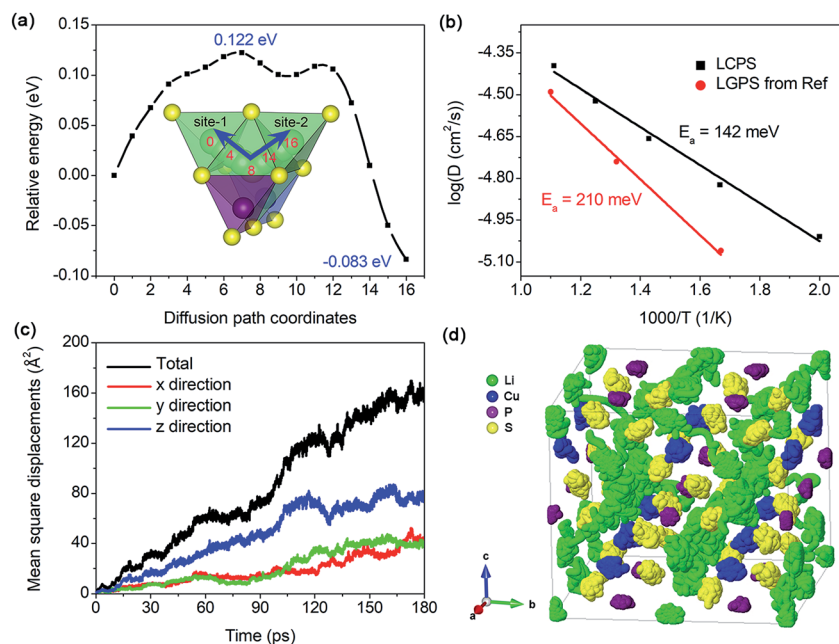 (a)
0.15
0.10
0.05
0.00
-0.05
-0.10
Relative energy (eV)
0.122 eV
site-1
site-2
0
4
8
14
16
-0.083 eV
0 2 4 6 8 10 12 14 16
Diffusion path coordinates
(b)
-4.35
-4.50
-4.65
-4.80
-4.95
-5.10
log(D (cm²/s))
LCPS
LGPS from Ref
Eₐ = 142 meV
Eₐ = 210 meV
1.0 1.2 1.4 1.6 1.8 2.0
1000/T (1/K)
(c)
200
160
120
80
40
0
Mean square displacements (Å²)
Total
x direction
y direction
z direction
0 30 60 90 120 150 180
Time (ps)
(d)
Li
Cu
P
S
c
b
a